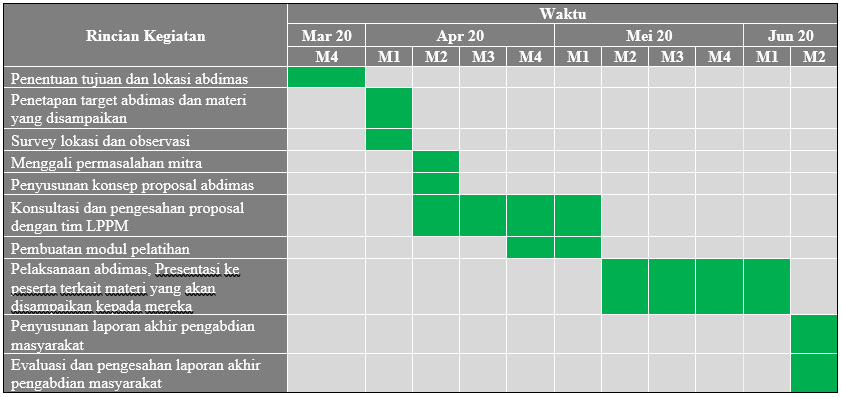 Rincian Kegiatan
Waktu
Mar 20 Apr 20 Mei 20 Jun 20
M4 M1 M2 M3 M4 M1 M2 M3 M4 M1 M2
Penentuan tujuan dan lokasi abdimas
Penetapan target abdimas dan materi
yang disampaikan
Survey lokasi dan observasi
Menggali permasalahan mitra
Penyusunan konsep proposal abdimas
Konsultasi dan pengesahan proposal
dengan tim LPPM
Pembuatan modul pelatihan
Pelaksanaan abdimas, Presentasi ke
peserta terkait materi yang akan
disampaikan kepada mereka
Penyusunan laporan akhir pengabdian
masyarakat
Evaluasi dan pengesahan laporan akhir
pengabdian masyarakat